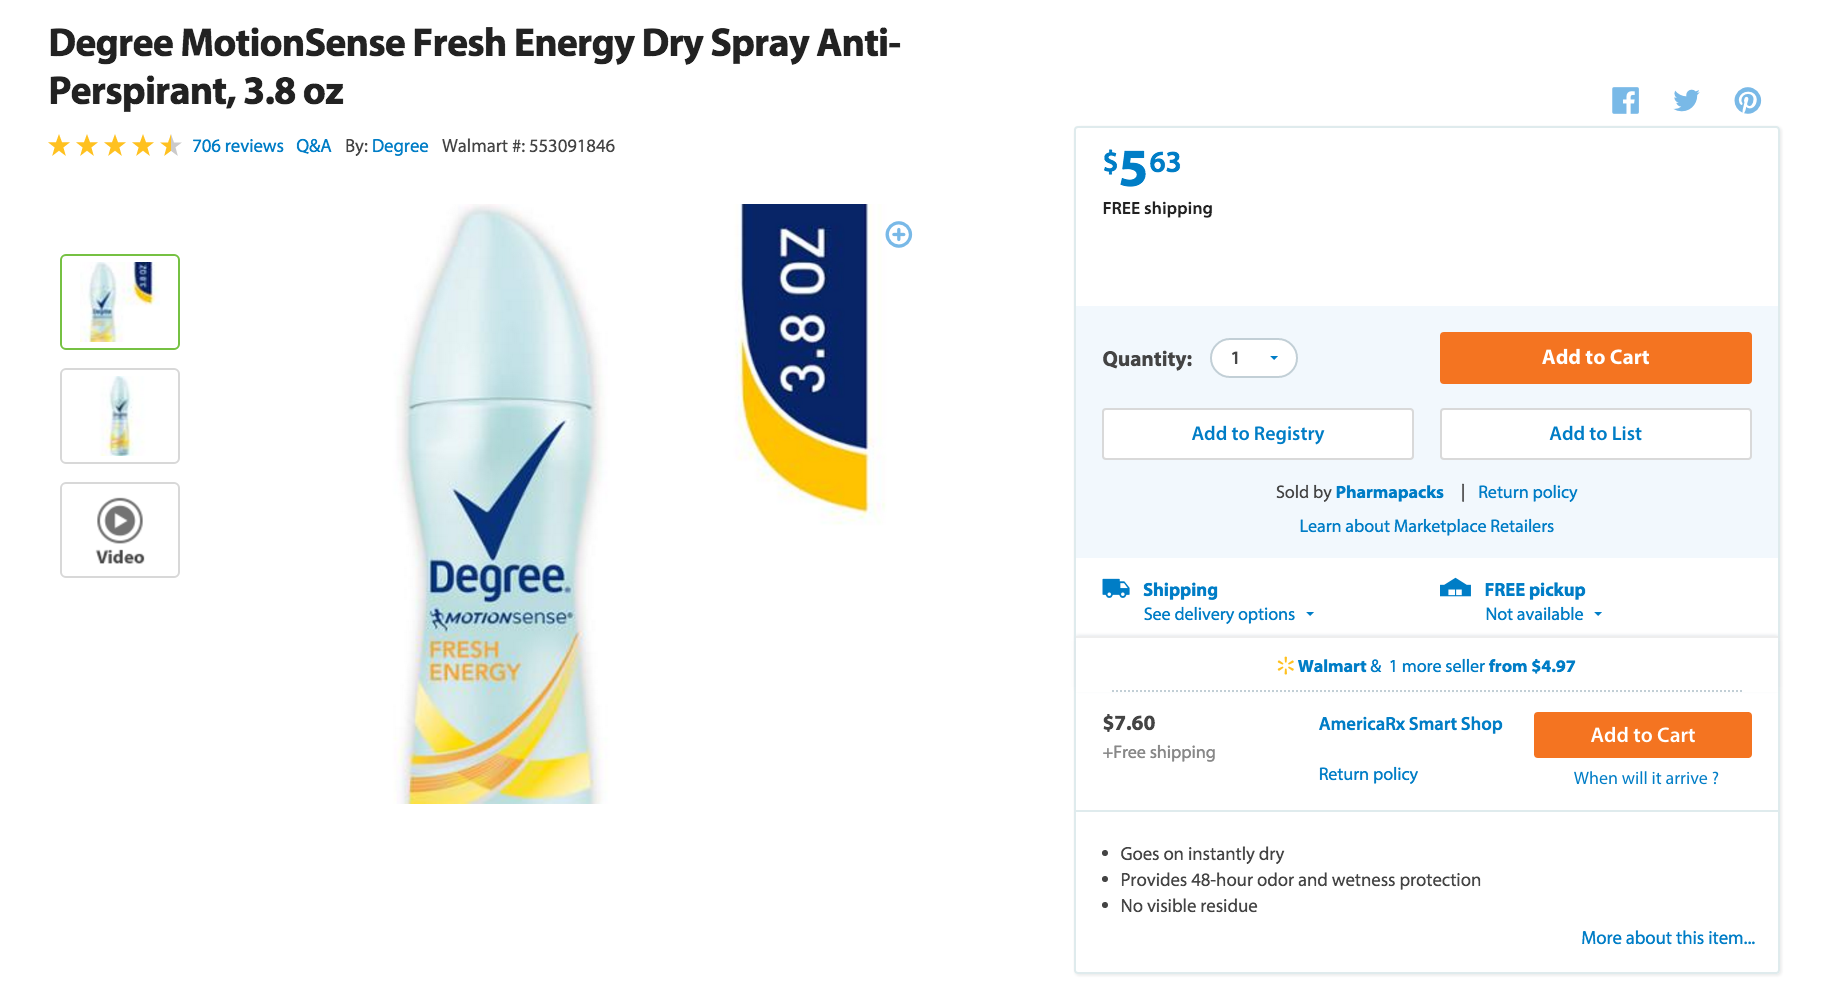 Degree MotionSense Fresh Energy Dry Spray Anti-
Perspirant, 3.8 oz
706 reviews Q&A By: Degree Walmart #: 553091846
3.8 OZ
Degree
3.8 OZ
Degree
Video
Degree®
MOTIONsense®
FRESH
ENERGY
$5 63
FREE shipping
Quantity: 1
Add to Cart
Add to Registry
Add to List
Sold by Pharmapacks | Return policy
Learn about Marketplace Retailers
Shipping
See delivery options
FREE pickup
Not available
Walmart & 1 more seller from $4.97
$7.60
+Free shipping
AmericaRx Smart Shop
Return policy
Add to Cart
When will it arrive ?
• Goes on instantly dry
• Provides 48-hour odor and wetness protection
• No visible residue
More about this item...